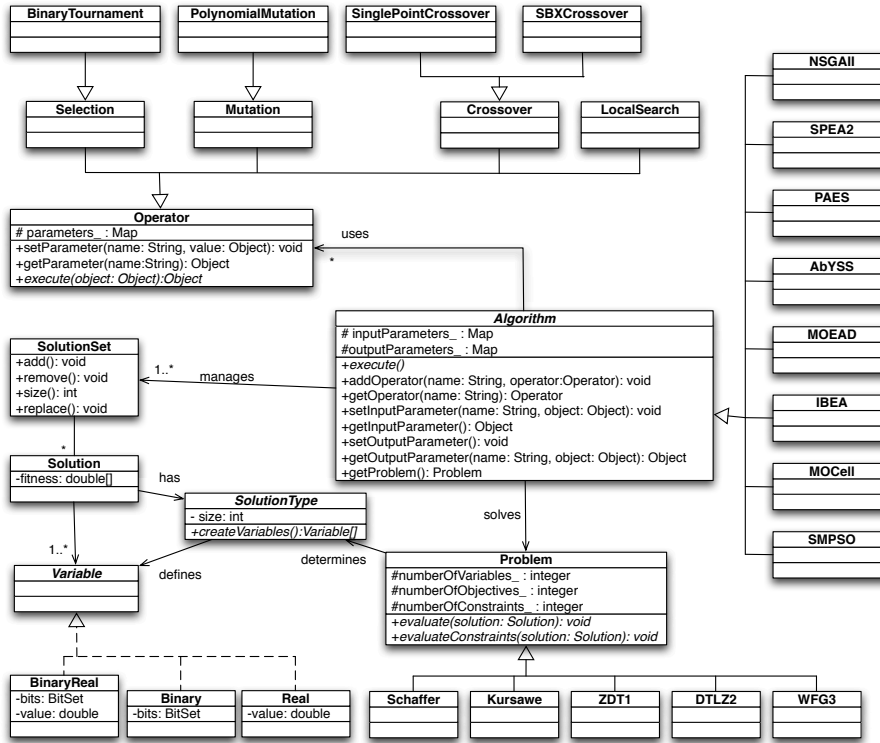 BinaryTournament
PolynomialMutation
SinglePointCrossover
SBXCrossover
NSGAII
Selection
Mutation
Crossover
LocalSearch
SPEA2
PAES
Operator
# parameters_ : Map
+setParameter(name: String, value: Object): void
+getParameter(name:String): Object
+execute(object: Object):Object
uses
*
AbYSS
Algorithm
# inputParameters_ : Map
#outputParameters_ : Map
+execute()
+addOperator(name: String, operator:Operator): void
+getOperator(name: String): Operator
+setInputParameter(name: String, object: Object): void
+getInputParameter(): Object
+setOutputParameter(): void
+getOutputParameter(name: String, object: Object): Object
+getProblem(): Problem
MOEAD
SolutionSet
+add(): void
+remove(): void
+size(): int
+replace(): void
1..*
manages
IBEA
*
Solution
-fitness: double[]
has
MOCell
SolutionType
- size: int
+createVariables():Variable[]
solves
SMPSO
1..*
defines
determines
Variable
Problem
#numberOfVariables_ : integer
#numberOfObjectives_ : integer
#numberOfConstraints_ : integer
+evaluate(solution: Solution): void
+evaluateConstraints(solution: Solution): void
BinaryReal
-bits: BitSet
-value: double
Binary
-bits: BitSet
Real
-value: double
Schaffer
Kursawe
ZDT1
DTLZ2
WFG3